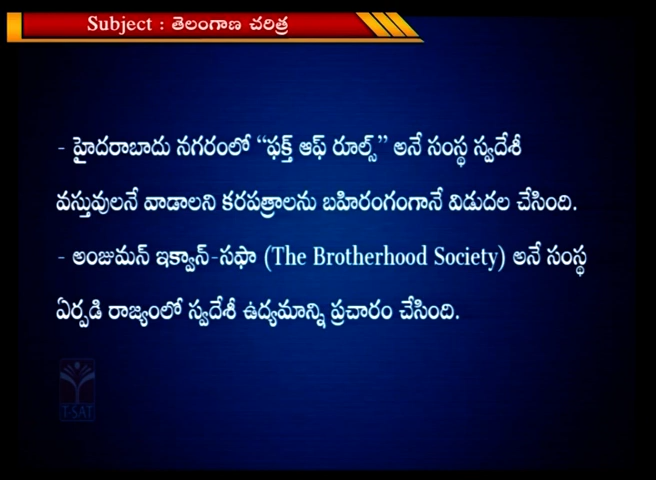 Subject : తెలంగాణ చరిత్ర
- హైదరాబాదు నగరంలో “ఫక్త్ ఆఫ్ రూల్స్” అనే సంస్థ స్వదేశీ
వస్తువులనే వాడాలని కరపత్రాలను బహిరంగంగానే విడుదల చేసింది.
- అంజుమన్ ఇక్వాన్-సఫా (The Brotherhood Society) అనే సంస్థ
ఏర్పడి రాజ్యంలో స్వదేశీ ఉద్యమాన్ని ప్రచారం చేసింది.
T-SAT